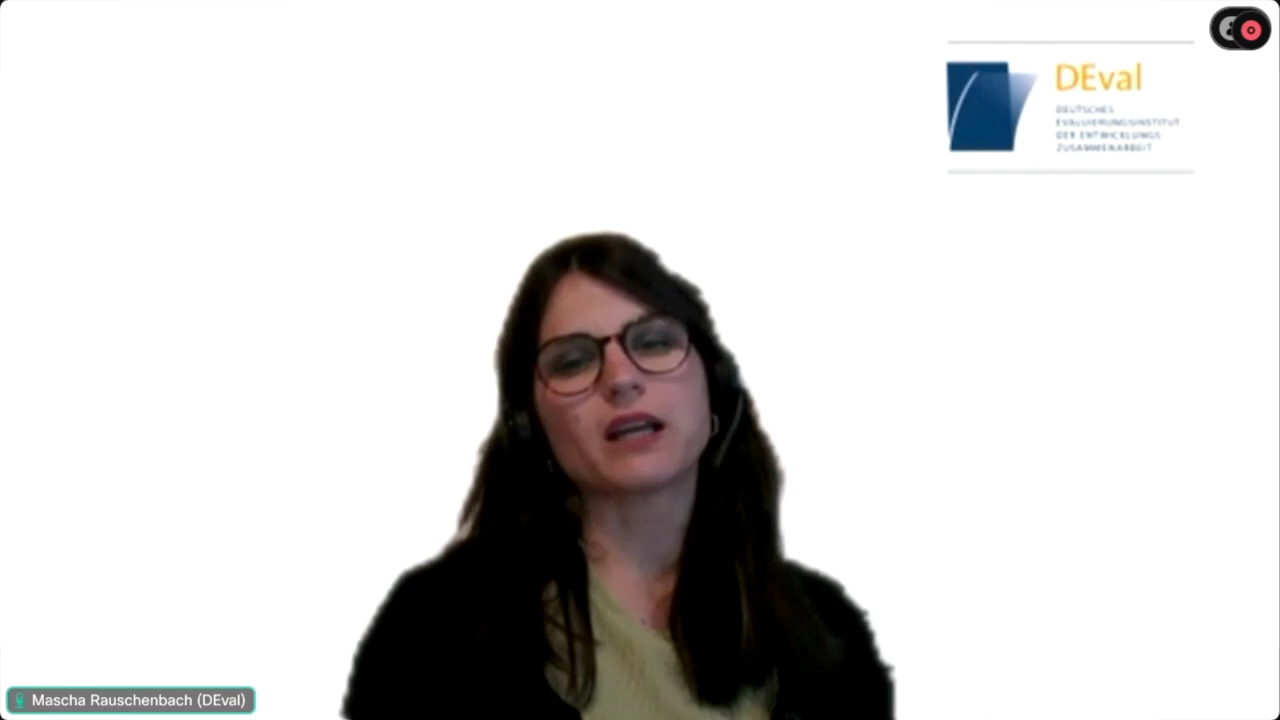 DEval
DEUTSCHES
EVALUIERUNGSINSTITUT
DER ENTWICKLUNGS
ZUSAMMENARBEIT
Mascha Rauschenbach (DEval)